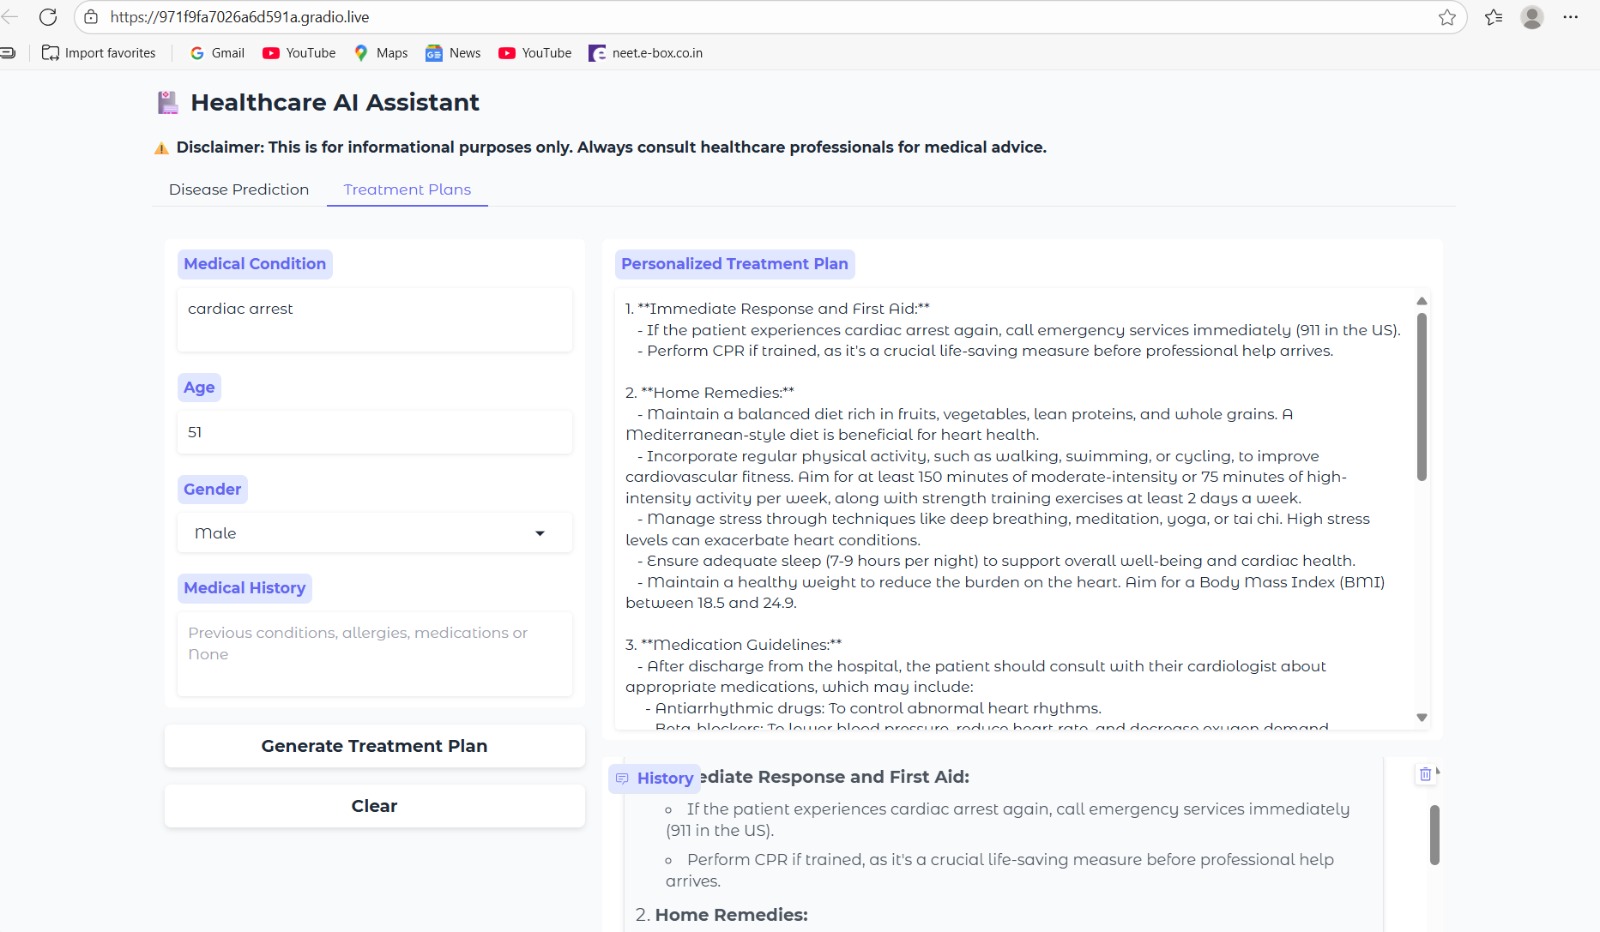 https://971f9fa7026a6d591a.gradio.live
Import favorites
Gmail
YouTube
Maps
News
YouTube
neet.e-box.co.in
Healthcare AI Assistant
Disclaimer: This is for informational purposes only. Always consult healthcare professionals for medical advice.
Disease Prediction
Treatment Plans
Medical Condition
cardiac arrest
Age
51
Gender
Male
Medical History
Previous conditions, allergies, medications or
None
Generate Treatment Plan
Clear
Personalized Treatment Plan
1. **Immediate Response and First Aid:**
- If the patient experiences cardiac arrest again, call emergency services immediately (911 in the US).
- Perform CPR if trained, as it's a crucial life-saving measure before professional help arrives.
2. **Home Remedies:**
- Maintain a balanced diet rich in fruits, vegetables, lean proteins, and whole grains. A
Mediterranean-style diet is beneficial for heart health.
- Incorporate regular physical activity, such as walking, swimming, or cycling, to improve
cardiovascular fitness. Aim for at least 150 minutes of moderate-intensity or 75 minutes of high-
intensity activity per week, along with strength training exercises at least 2 days a week.
- Manage stress through techniques like deep breathing, meditation, yoga, or tai chi. High stress
levels can exacerbate heart conditions.
- Ensure adequate sleep (7-9 hours per night) to support overall well-being and cardiac health.
- Maintain a healthy weight to reduce the burden on the heart. Aim for a Body Mass Index (BMI)
between 18.5 and 24.9.
3. **Medication Guidelines:**
- After discharge from the hospital, the patient should consult with their cardiologist about
appropriate medications, which may include:
- Antiarrhythmic drugs: To control abnormal heart rhythms.
- Beta-blockers: To lower blood pressure, reduce heart rate, and decrease oxygen demand
History
ediate Response and First Aid:
If the patient experiences cardiac arrest again, call emergency services immediately
(911 in the US).
Perform CPR if trained, as it's a crucial life-saving measure before professional help
arrives.
2. Home Remedies: